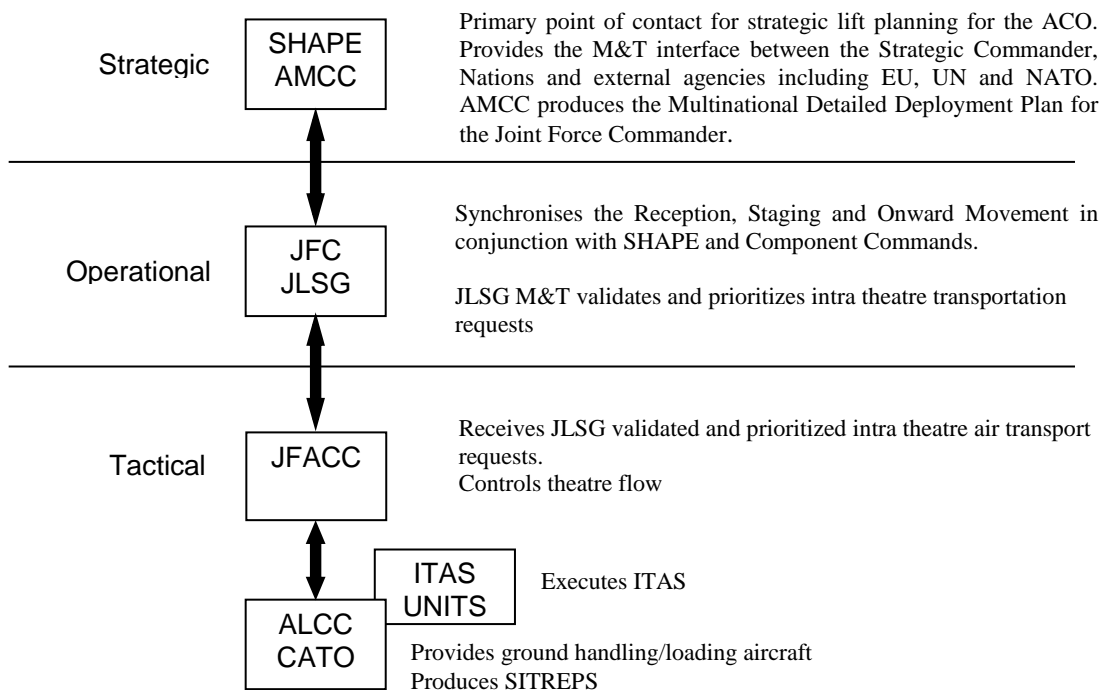 Strategic
SHAPE
AMCC
Primary point of contact for strategic lift planning for the ACO.
Provides the M&T interface between the Strategic Commander,
Nations and external agencies including EU, UN and NATO.
AMCC produces the Multinational Detailed Deployment Plan for
the Joint Force Commander.
Operational
JFC
JLSG
Synchronises the Reception, Staging and Onward Movement in
conjunction with SHAPE and Component Commands.
JLSG M&T validates and prioritizes intra theatre transportation
requests
Tactical
JFACC
Receives JLSG validated and prioritized intra theatre air transport
requests.
Controls theatre flow
ITAS
UNITS
Executes ITAS
ALCC
CATO
Provides ground handling/loading aircraft
Produces SITREPS